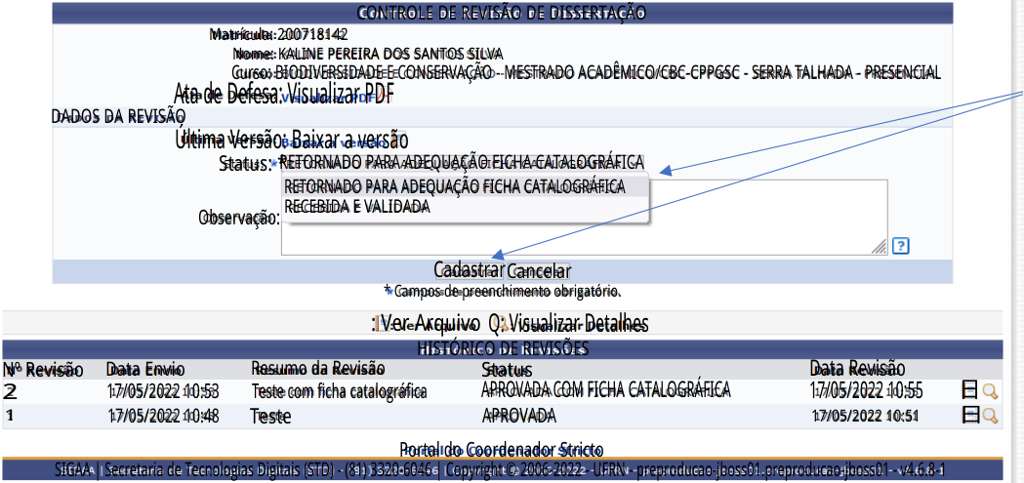 CONTROLE DE REVISÃO DE DISSERTAÇÃO
Matrícula: 200718142
Nome: KALINE PEREIRA DOS SANTOS SILVA
Curso: BIODIVERSIDADE E CONSERVAÇÃO - MESTRADO ACADÊMICO/CBC-CPPGSC - SERRA TALHADA - PRESENCIAL
Ata de Defesa: Visualizar PDF
DADOS DA REVISÃO
Última Versão: Baixar a versão
Status: * RETORNADO PARA ADEQUAÇÃO FICHA CATALOGRÁFICA
RETORNADO PARA ADEQUAÇÃO FICHA CATALOGRÁFICA
RECEBIDA E VALIDADA
Observação:
?
Cadastrar Cancelar
* Campos de preenchimento obrigatório.
: Ver Arquivo Q: Visualizar Detalhes
HISTÓRICO DE REVISÕES
Nº Revisão Data Envio Resumo da Revisão Status Data Revisão
2 17/05/2022 10:53 Teste com ficha catalográfica APROVADA COM FICHA CATALOGRÁFICA 17/05/2022 10:55
1 17/05/2022 10:48 Teste APROVADA 17/05/2022 10:51
Portal do Coordenador Stricto
SIGAA | Secretaria de Tecnologias Digitais (STD) - (81) 3320-6046 | Copyright © 2006-2022 - UFRN - preproducao-jboss01.preproducao-jboss01 - v4.6.8-1